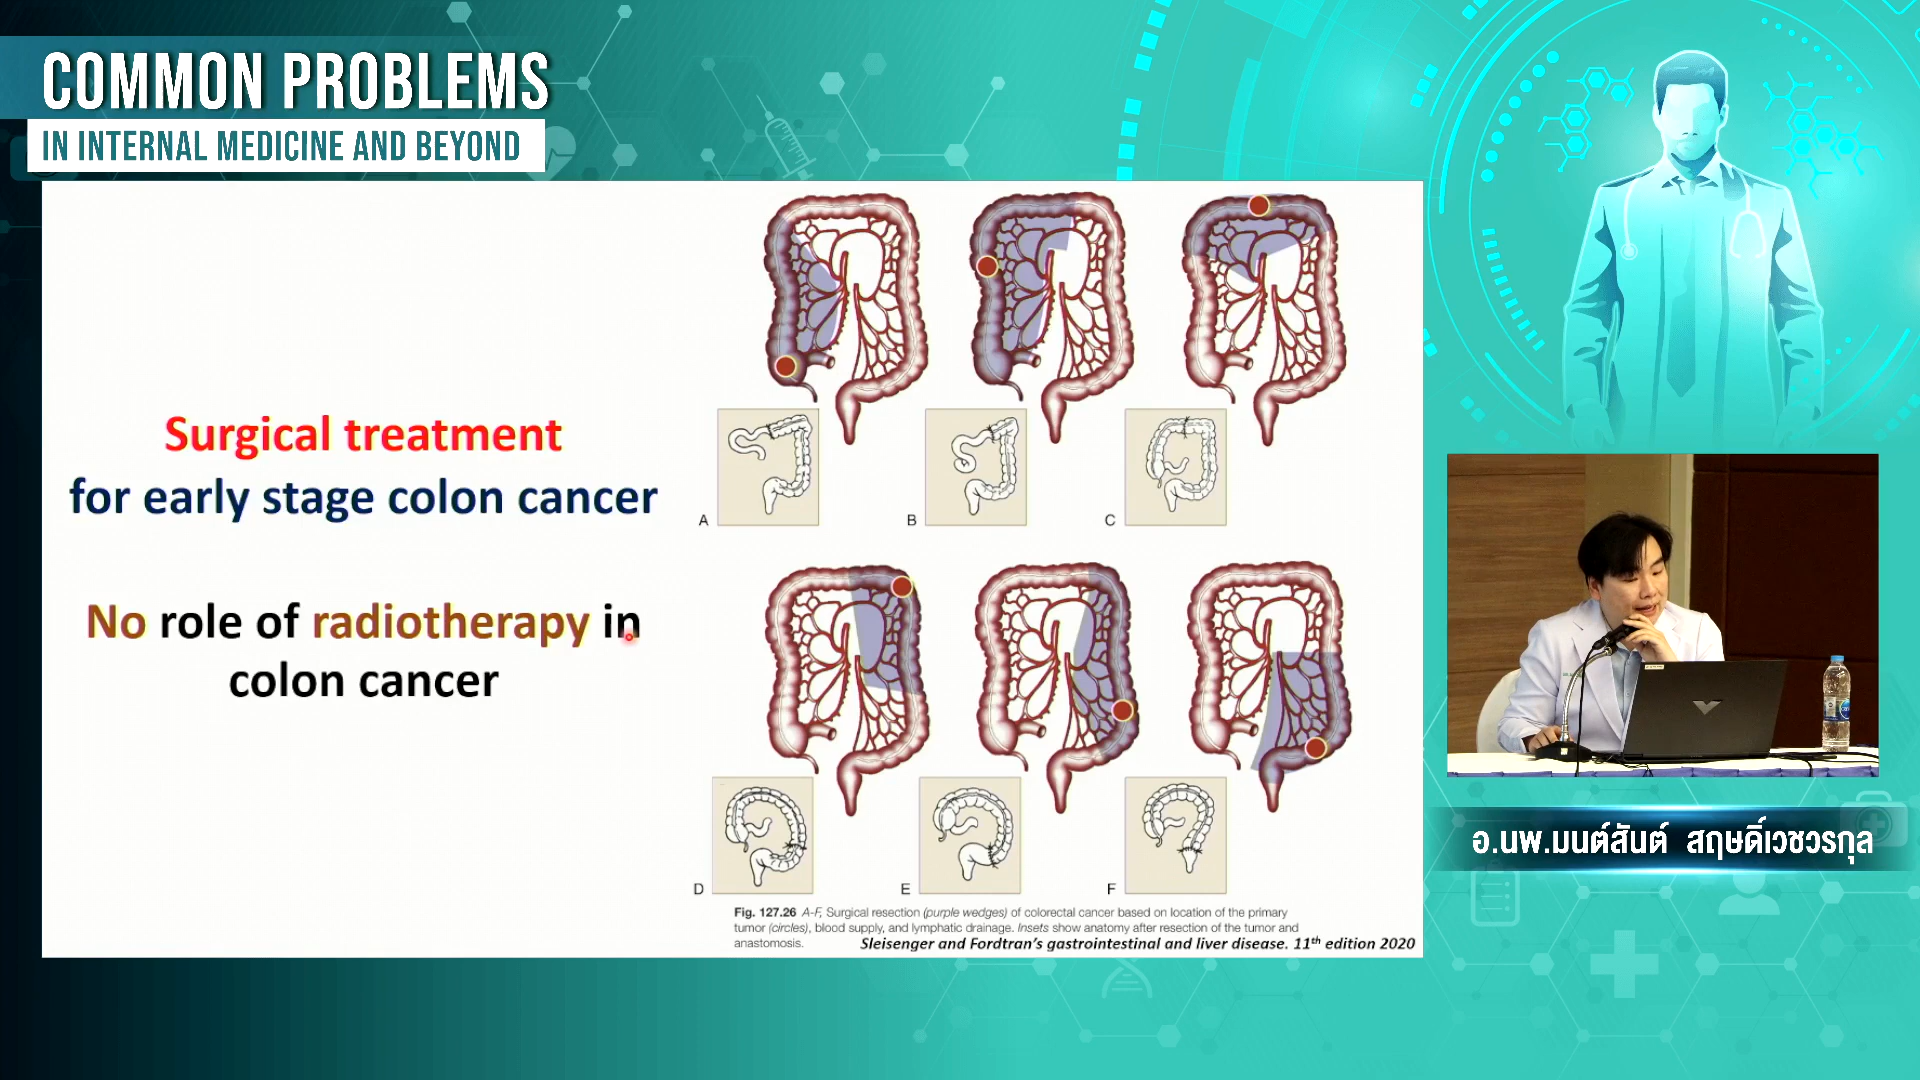 COMMON PROBLEMS
IN INTERNAL MEDICINE AND BEYOND
Surgical treatment
for early stage colon cancer
No role of radiotherapy in
colon cancer
A
B
C
D
E
F
Fig. 127.26 A-F, Surgical resection (purple wedges) of colorectal cancer based on location of the primary
tumor (circles), blood supply, and lymphatic drainage. Insets show anatomy after resection of the tumor and
anastomosis.
Sleisenger and Fordtran's gastrointestinal and liver disease. 11th edition 2020
อ.นพ.มนต์สันต์ สฤษดิ์เวชวรกุล